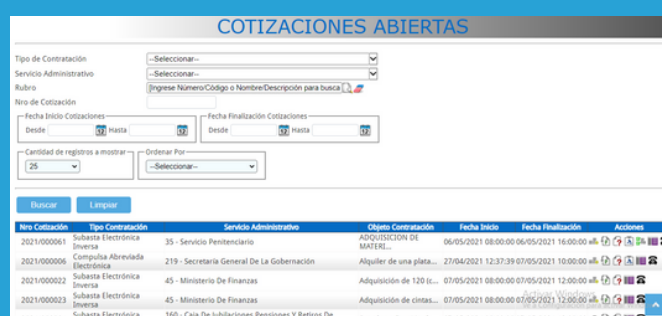 COTIZACIONES ABIERTAS
Tipo de Contratación --Seleccionar--
Servicio Administrativo --Seleccionar--
Rubro [Ingrese Número/Código o Nombre/Descripción para busca
Nro de Cotización
Fecha Inicio Cotizaciones Fecha Finalización Cotizaciones
Desde Hasta Desde Hasta
Cantidad de registros a mostrar Ordenar Por
25 --Seleccionar--
Buscar Limpiar
Nro Cotización Tipo Contratación Servicio Administrativo Objeto Contratación Fecha Inicio Fecha Finalización Acciones
2021/000061 Subasta Electrónica Inversa 35 - Servicio Penitenciario ADQUISICION DE MATERI... 06/05/2021 08:00:00 06/05/2021 16:00:00
2021/000006 Compulsa Abreviada Electrónica 219 - Secretaría General De La Gobernación Alquiler de una plata... 27/04/2021 12:37:39 07/05/2021 10:00:00
2021/000022 Subasta Electrónica Inversa 45 - Ministerio De Finanzas Adquisición de 120 (c... 07/05/2021 08:00:00 07/05/2021 12:00:00
Activar Windows
2021/000023 Subasta Electrónica Inversa 45 - Ministerio De Finanzas Adquisición de cintas... 07/05/2021 08:00:00 07/05/2021 12:00:00
Subasta Electrónica 160 - Caja De Jubilaciones Pensiones Y Retiros De